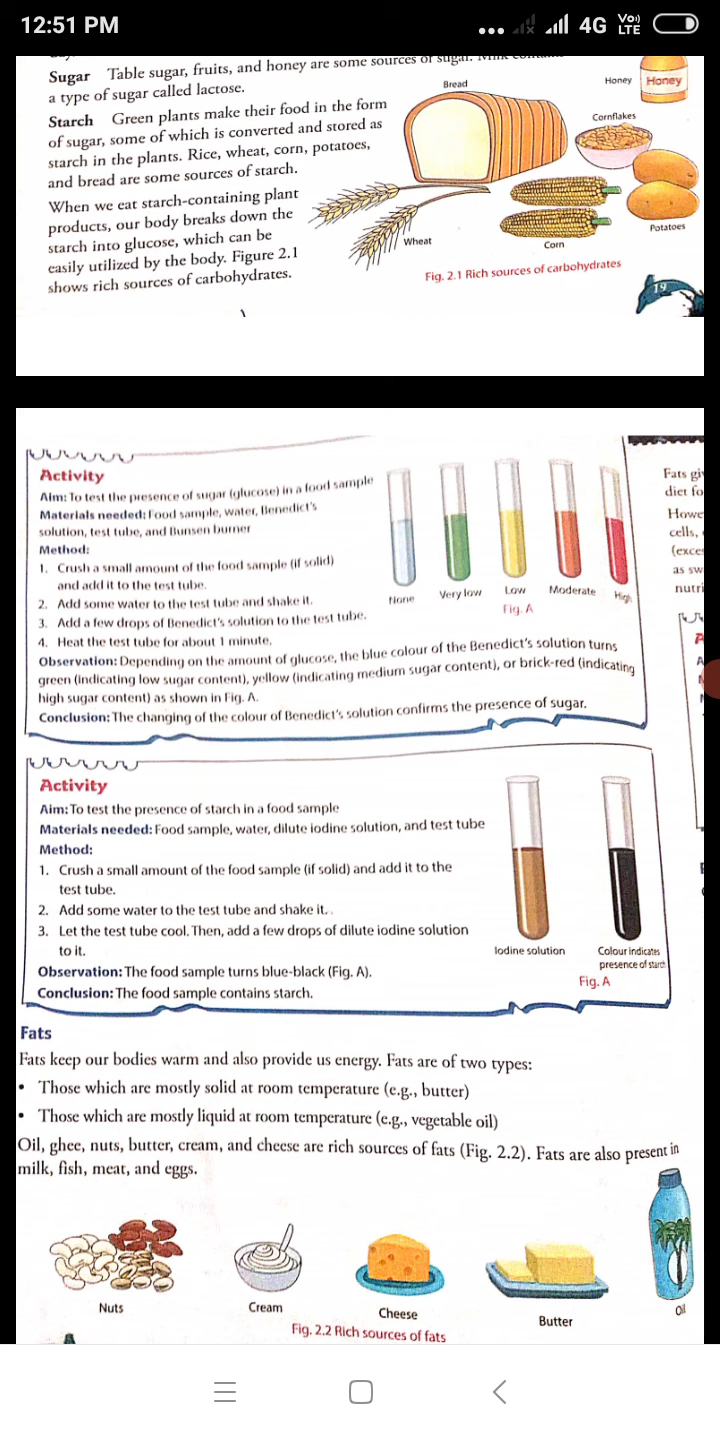 12:51 PM
4G Vo)) LTE
Sugar Table sugar, fruits, and honey are some sources of sugar. Milk
a type of sugar called lactose.
Starch Green plants make their food in the form
of sugar, some of which is converted and stored as
starch in the plants. Rice, wheat, corn, potatoes,
and bread are some sources of starch.
When we eat starch-containing plant
products, our body breaks down the
starch into glucose, which can be
easily utilized by the body. Figure 2.1
shows rich sources of carbohydrates.
Bread
Honey
Honey
Cornflakes
Wheat
Corn
Potatoes
Fig. 2.1 Rich sources of carbohydrates
19
Activity
Aim: To test the presence of sugar (glucose) in a food sample
Materials needed: Food sample, water, Benedict's
solution, test tube, and Bunsen burner
Method:
1. Crush a small amount of the food sample (if solid)
and add it to the test tube.
2. Add some water to the test tube and shake it.
3. Add a few drops of Benedict's solution to the test tube.
4. Heat the test tube for about 1 minute.
None
Very low
Low
Moderate
High
Fig. A
Observation: Depending on the amount of glucose, the blue colour of the Benedict's solution turns
green (indicating low sugar content), yellow (indicating medium sugar content), or brick-red (indicating
high sugar content) as shown in Fig. A.
Conclusion: The changing of the colour of Benedict's solution confirms the presence of sugar.
Fats gi
diet fo
Howe
cells,
(exce
as sw
nutri
Activity
Aim: To test the presence of starch in a food sample
Materials needed: Food sample, water, dilute iodine solution, and test tube
Method:
1. Crush a small amount of the food sample (if solid) and add it to the
test tube.
2. Add some water to the test tube and shake it.
3. Let the test tube cool. Then, add a few drops of dilute iodine solution
to it.
Observation: The food sample turns blue-black (Fig. A).
Conclusion: The food sample contains starch.
Iodine solution
Colour indicates
presence of starch
Fig. A
Fats
Fats keep our bodies warm and also provide us energy. Fats are of two types:
• Those which are mostly solid at room temperature (e.g., butter)
• Those which are mostly liquid at room temperature (e.g., vegetable oil)
Oil, ghee, nuts, butter, cream, and cheese are rich sources of fats (Fig. 2.2). Fats are also present in
milk, fish, meat, and eggs.
Nuts
Cream
Cheese
Butter
Oil
Fig. 2.2 Rich sources of fats